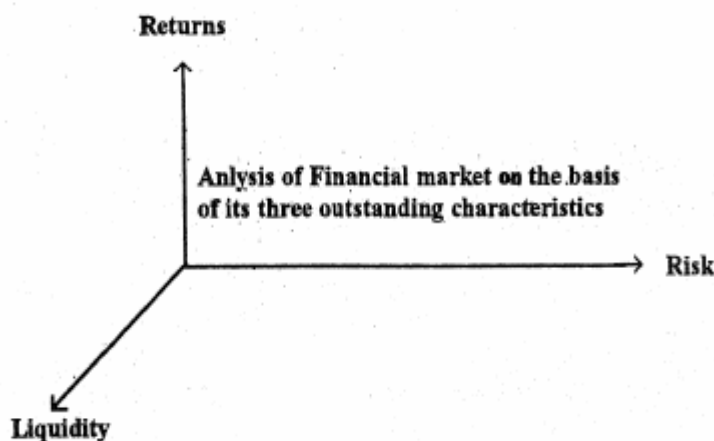 Returns
Anlysis of Financial market on the basis
of its three outstanding characteristics
Risk
Liquidity